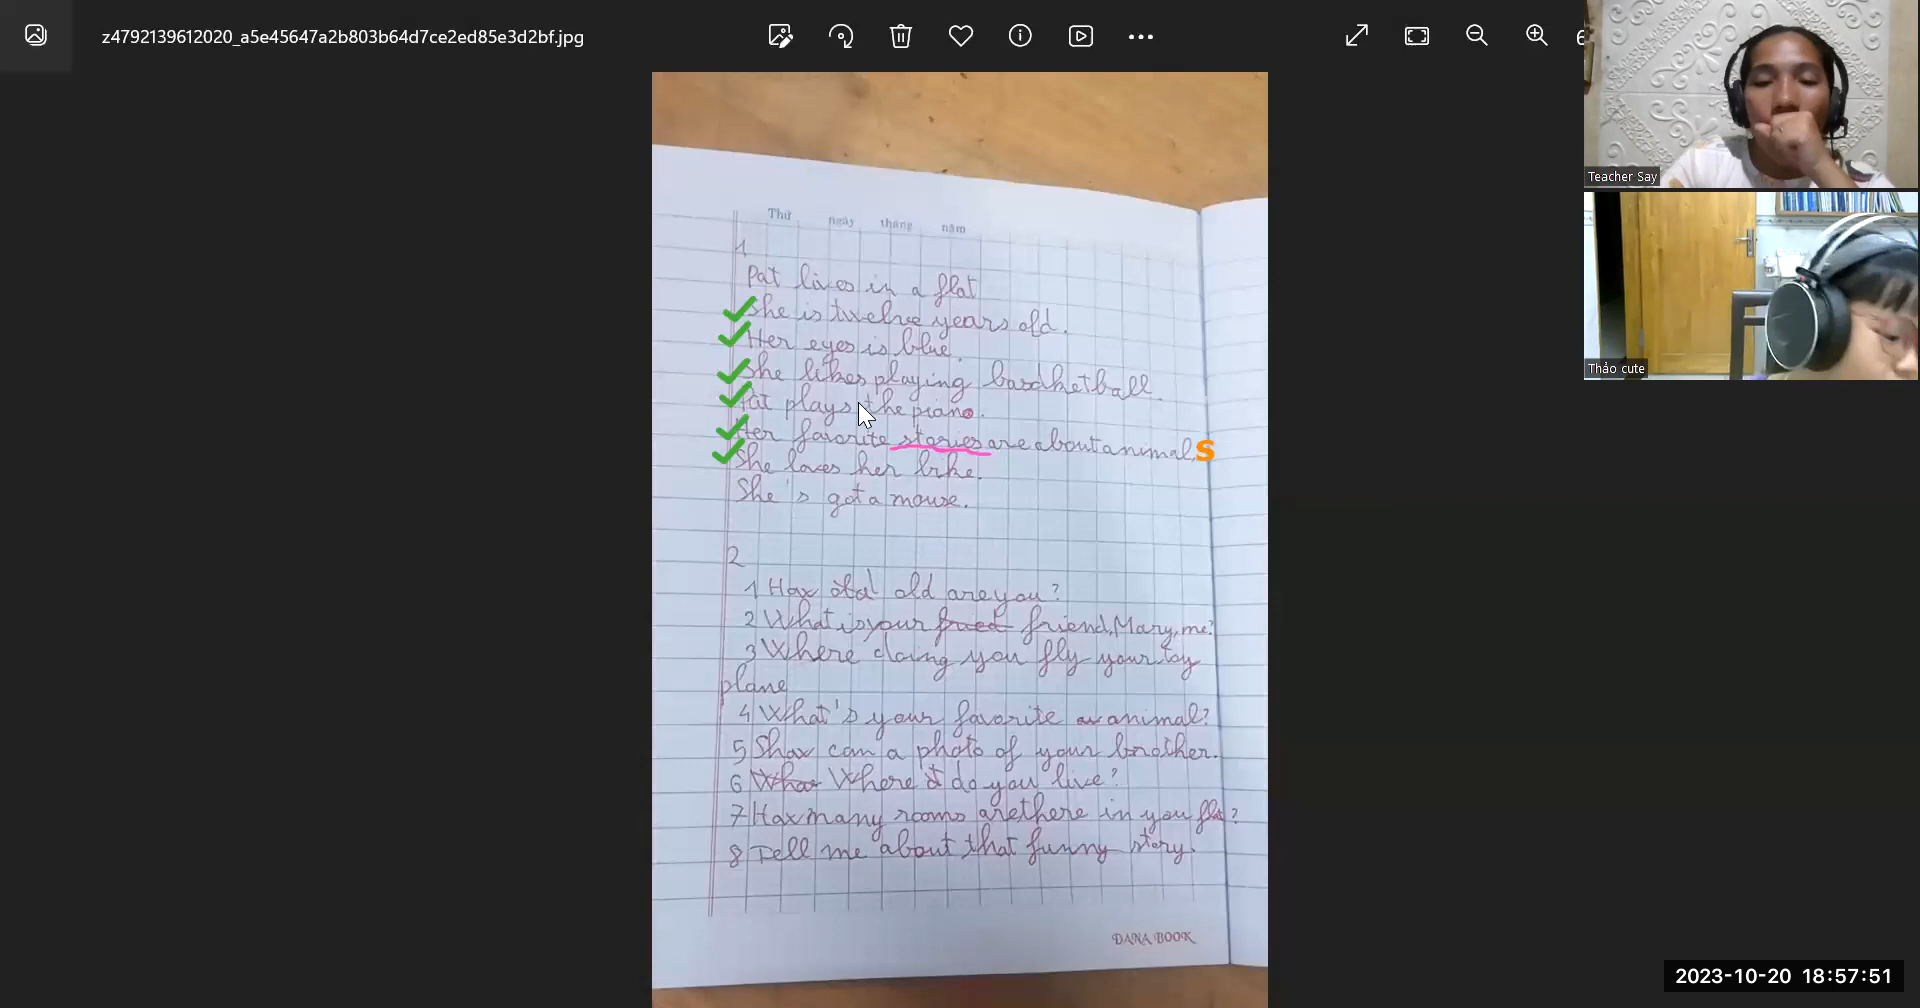 z4792139612020_a5e45647a2b803b64d7ce2ed85e3d2bf.jpg
Teacher Say
Thảo cute
Thứ ngày tháng năm
1
Pat lives in a flat
She is twelve years old.
Her eyes is blue.
She likes playing basdketball.
Pat plays the piano.
Her favorite stories are about animal. s
She loves her bike.
She's got a mouse.
2
1 How old are you?
2 What is your friend, Mary, me?
3 Where doing you fly your toy
plane
4 What's your favorite animal?
5 Show can a photo of your brother.
6 Where do you live?
7 How many rooms are there in you flat?
8 Tell me about that funny story.
DANA BOOK
2023-10-20 18:57:51